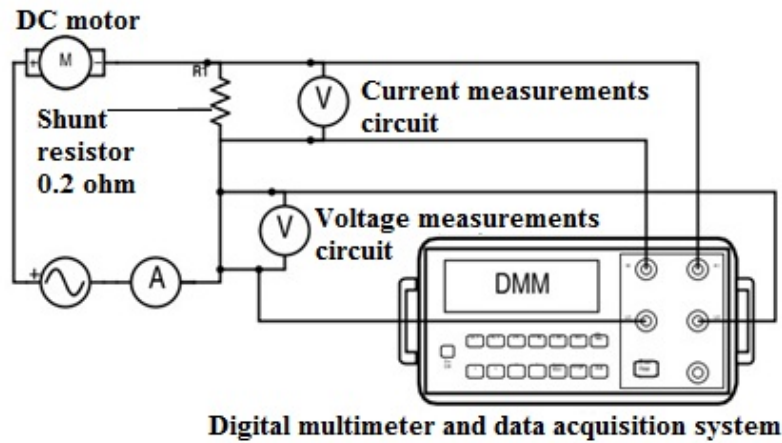 DC motor
+ M -
R1
V
Current measurements
circuit
Shunt
resistor
0.2 ohm
V
Voltage measurements
circuit
+
A
DMM
Digital multimeter and data acquisition system